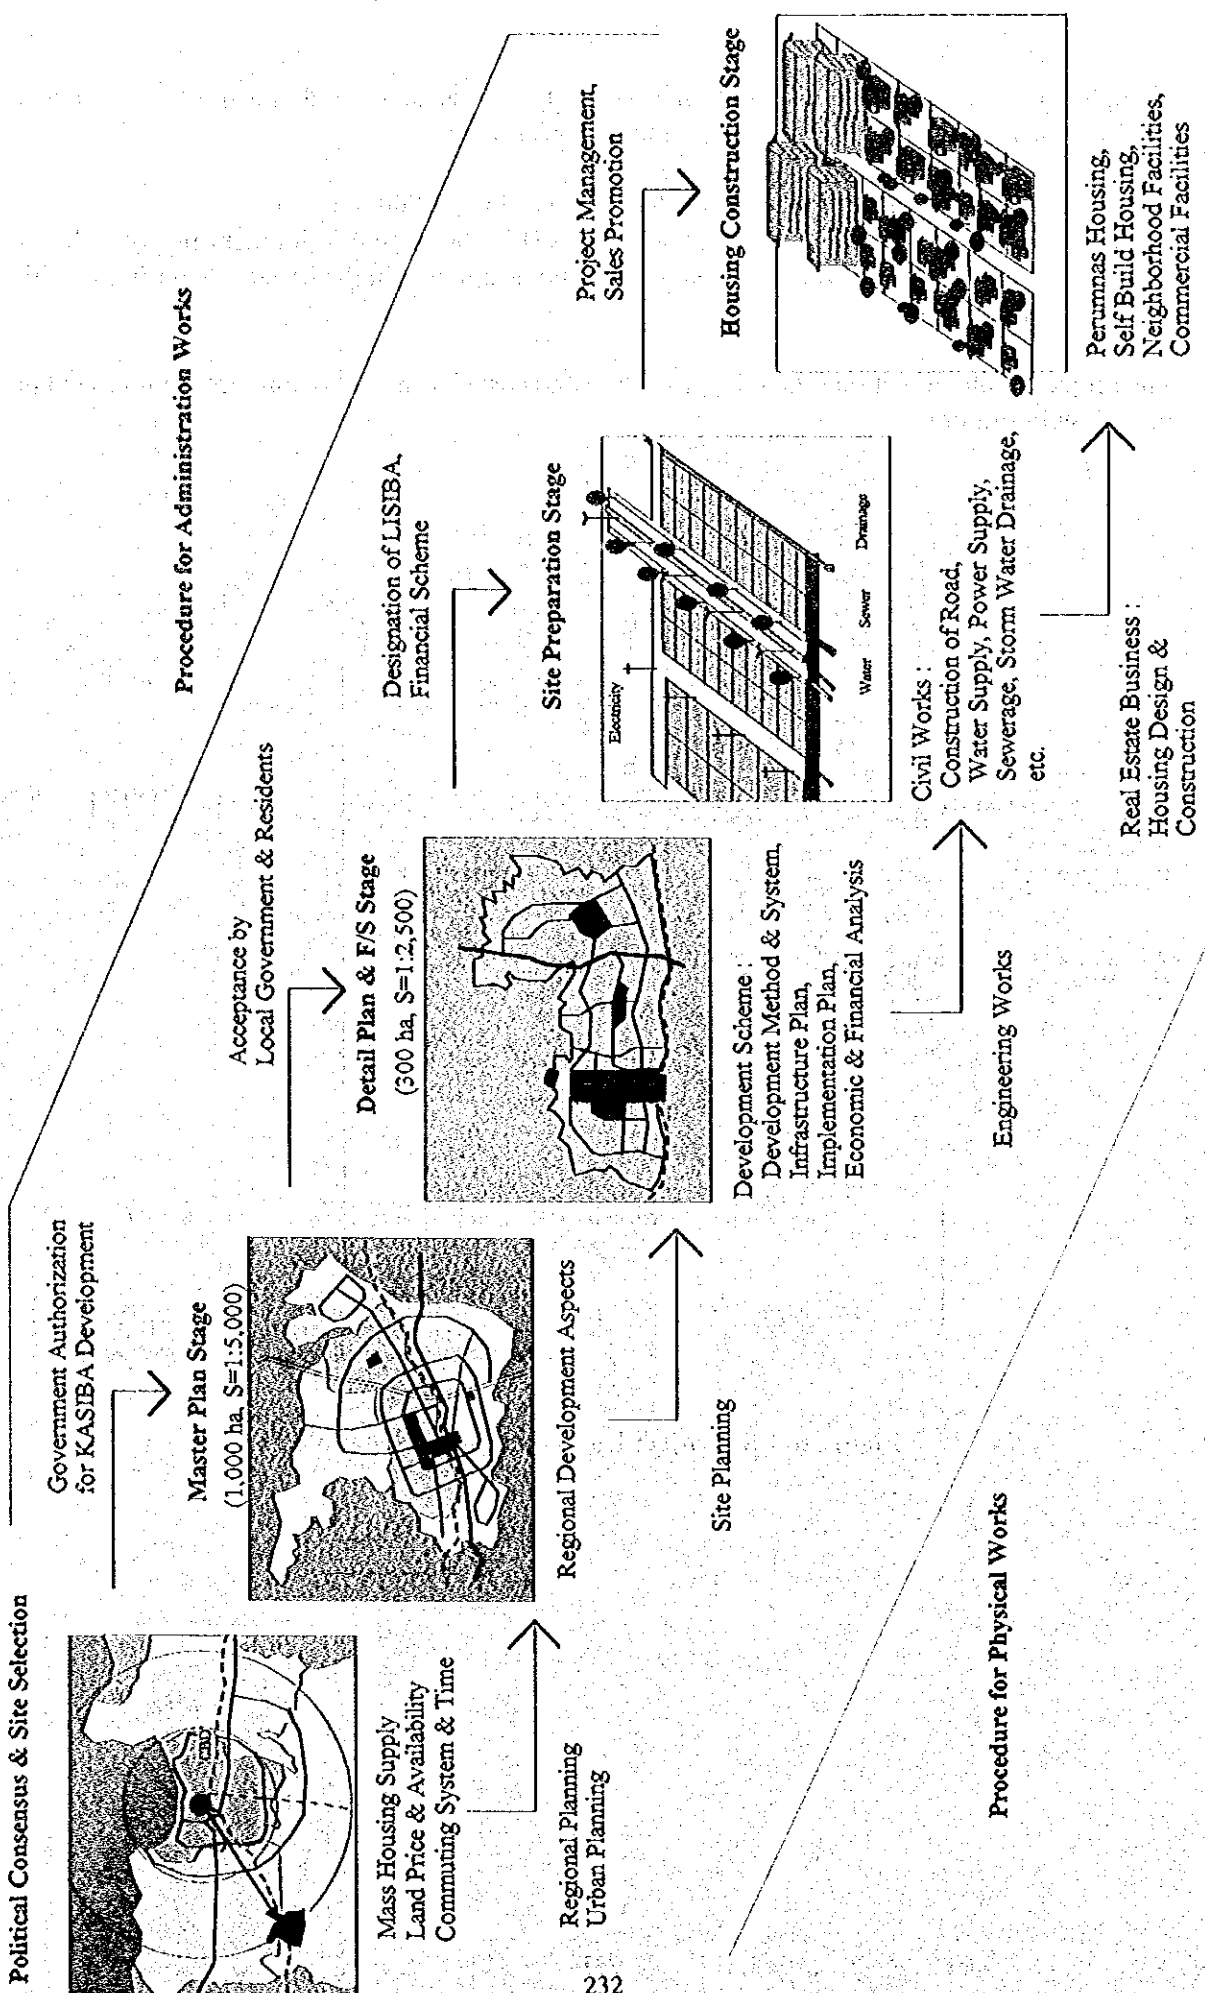 Political Consensus & Site Selection
CBD
Mass Housing Supply
Land Price & Availability
Commuting System & Time
Regional Planning
Urban Planning
Government Authorization
for KASIBA Development
Master Plan Stage
(1,000 ha, S=1:5,000)
Regional Development Aspects
Site Planning
Acceptance by
Local Government & Residents
Detail Plan & F/S Stage
(300 ha, S=1:2,500)
Development Scheme :
Development Method & System,
Infrastructure Plan,
Implementation Plan,
Economic & Financial Analysis
Engineering Works
Procedure for Administration Works
Designation of LISIBA,
Financial Scheme
Site Preparation Stage
Electricity
Water Sewer Drainage
Civil Works :
Construction of Road,
Water Supply, Power Supply,
Sewerage, Storm Water Drainage,
etc.
Real Estate Business :
Housing Design &
Construction
Project Management,
Sales Promotion
Housing Construction Stage
Perumnas Housing,
Self Build Housing,
Neighborhood Facilities,
Commercial Facilities
Procedure for Physical Works
232